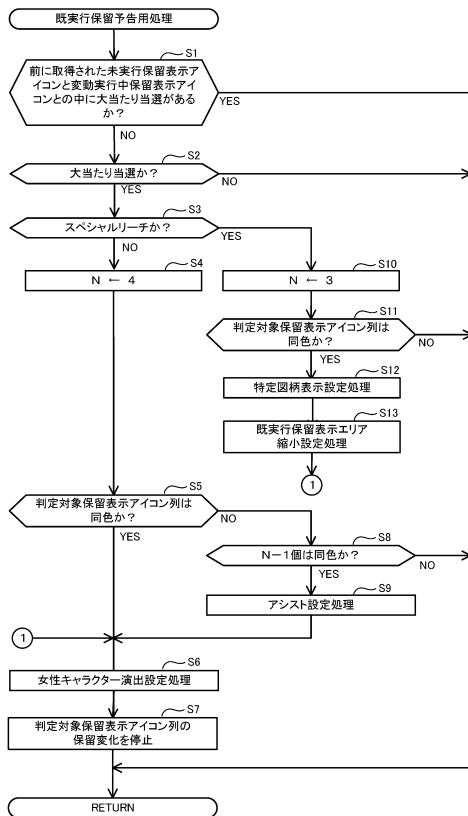 既実行保留予告用処理
S1
前に取得された未実行保留表示ア
イコンと変動実行中保留表示アイ
コンとの中に大当たり当選がある
か?
YES
NO
S2
大当たり当選か?
NO
YES
S3
スペシャルリーチか?
YES
NO
S4
N ← 4
S10
N ← 3
S11
判定対象保留表示アイコン列は
同色か?
NO
YES
S12
特定図柄表示設定処理
S13
既実行保留表示エリア
縮小設定処理
1
S5
判定対象保留表示アイコン列は
同色か?
NO
YES
S8
N-1個は同色か?
NO
YES
S9
アシスト設定処理
1
S6
女性キャラクター演出設定処理
S7
判定対象保留表示アイコン列の
保留変化を停止
RETURN